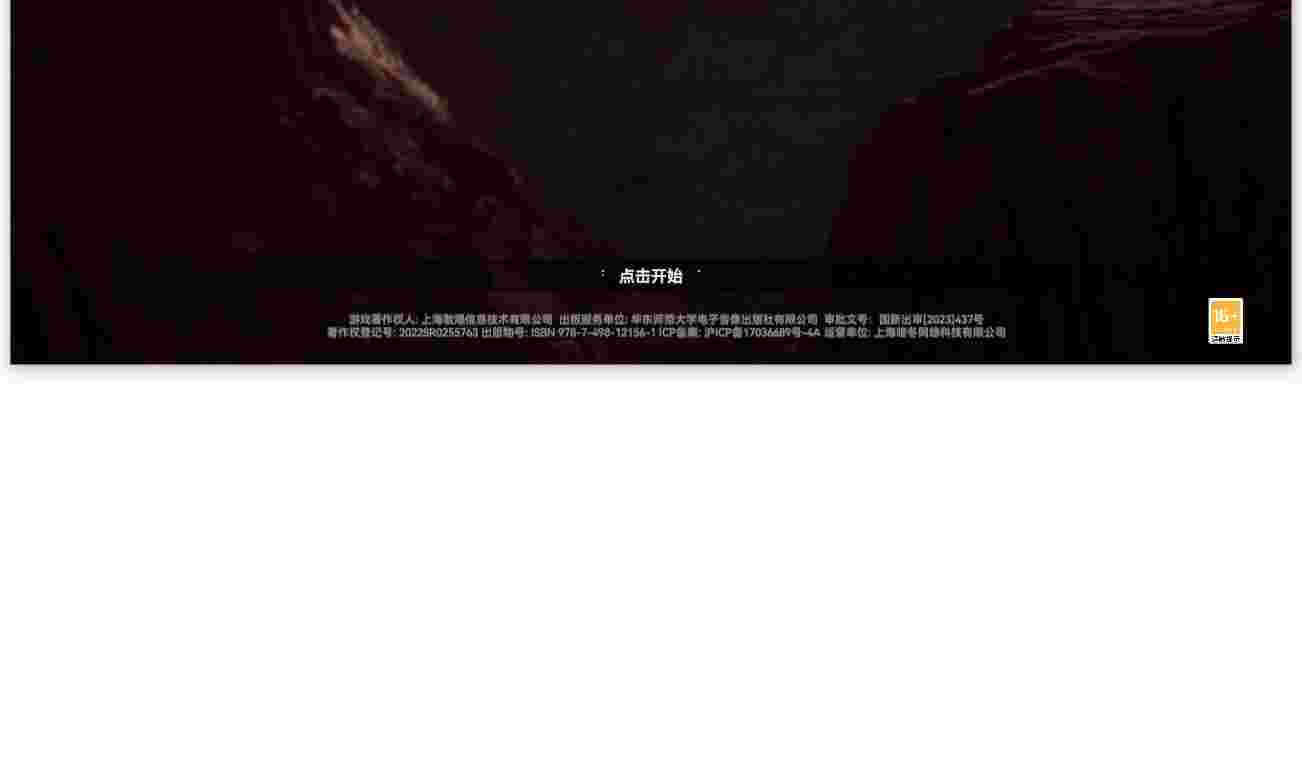 点击开始
游戏著作权人: 上海散爆信息技术有限公司 出版服务单位: 华东师范大学电子音像出版社有限公司 审批文号: 国新出审[2023]437号
著作权登记号: 2022SR0255763 出版物号: ISBN 978-7-498-12156-1 ICP备案: 沪ICP备17036689号-4A 运营单位: 上海暗冬网络科技有限公司
16+
适龄提示